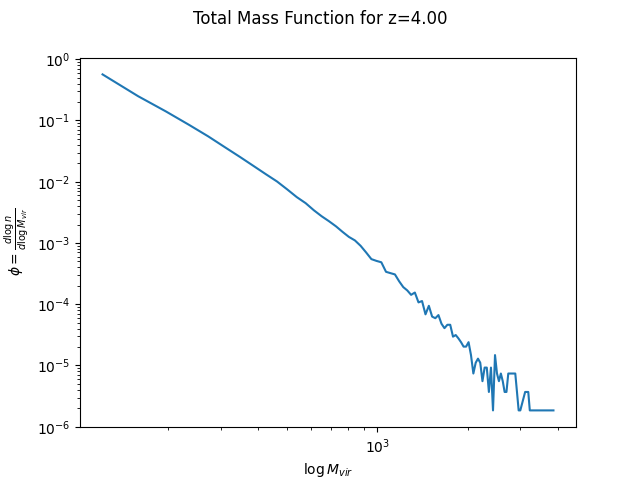 Total Mass Function for z=4.00
10^0
10^-1
10^-2
10^-3
10^-4
10^-5
10^-6
ϕ = d log n / d log M_vir
10^3
log M_vir